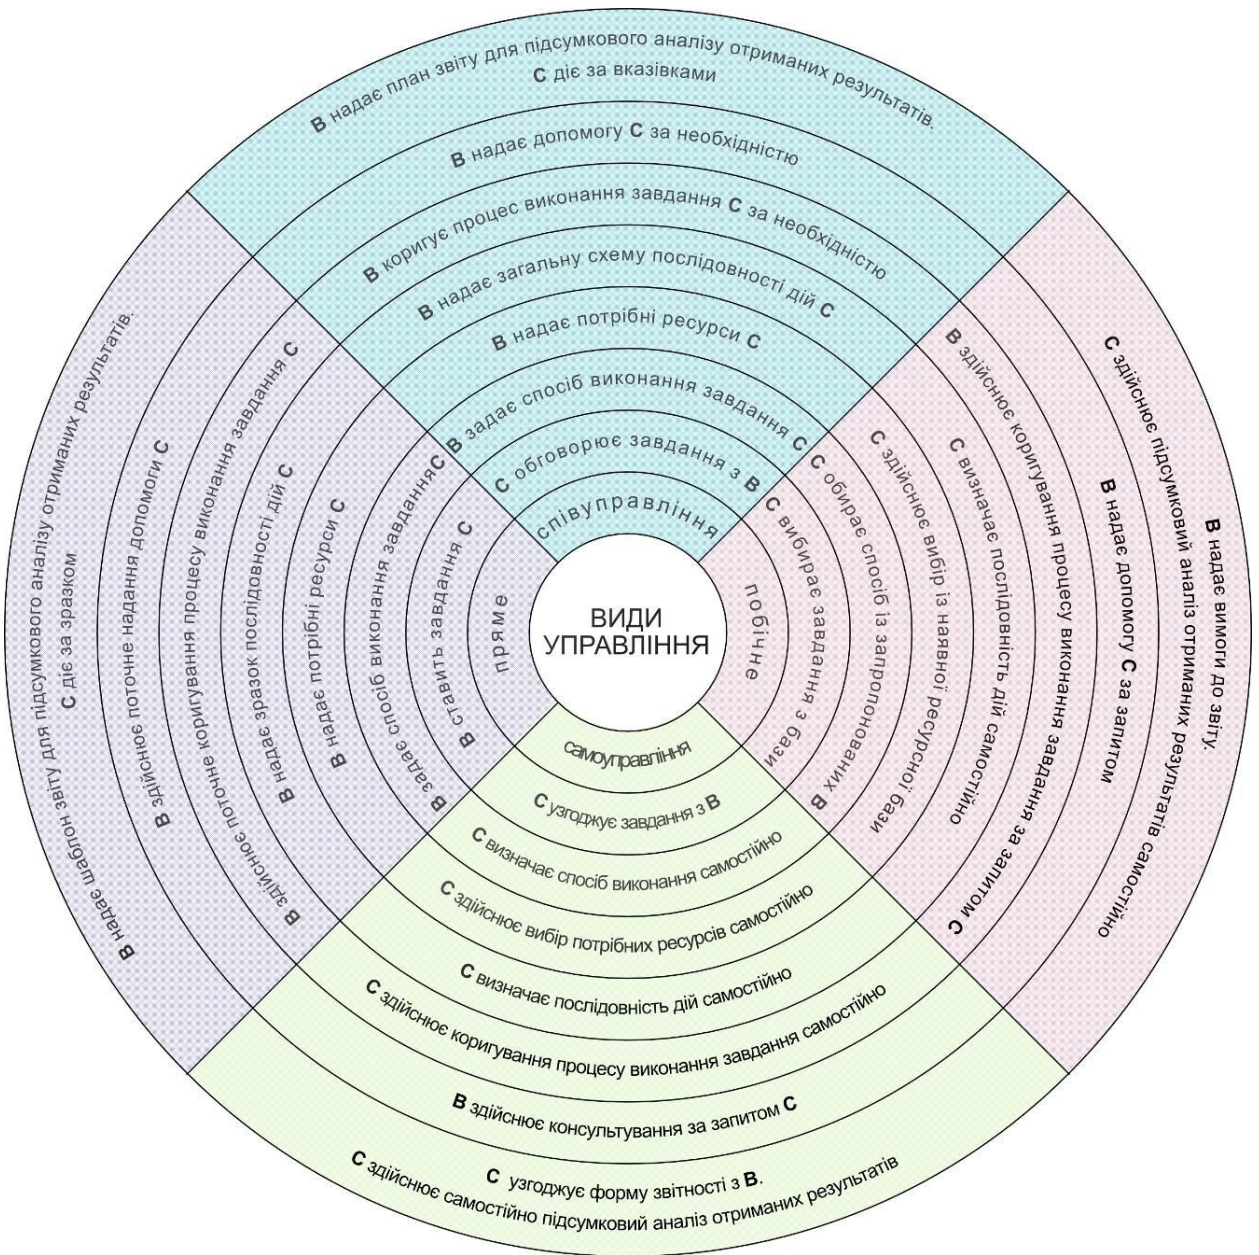 ВИДИ
УПРАВЛІННЯ
співуправління
С обговорює завдання з В
В задає спосіб виконання завдання С
В надає потрібні ресурси С
В надає загальну схему послідовності дій С
В коригує процес виконання завдання С за необхідністю
В надає допомогу С за необхідністю
В надає план звіту для підсумкового аналізу отриманих результатів.
С діє за вказівками
побічне
С вибирає завдання з бази
С обирає спосіб із запропонованих В
С здійснює вибір із наявної ресурсної бази
С визначає послідовність дій самостійно
В здійснює коригування процесу виконання завдання за запитом С
В надає допомогу С за запитом
В надає вимоги до звіту.
С здійснює підсумковий аналіз отриманих результатів самостійно
самоуправління
С узгоджує завдання з В
С визначає спосіб виконання самостійно
С здійснює вибір потрібних ресурсів самостійно
С визначає послідовність дій самостійно
С здійснює коригування процесу виконання завдання самостійно
В здійснює консультування за запитом С
С узгоджує форму звітності з В.
С здійснює самостійно підсумковий аналіз отриманих результатів
пряме
В ставить завдання С
В задає спосіб виконання завдання С
В надає потрібні ресурси С
В надає зразок послідовності дій С
В здійснює поточне коригування процесу виконання завдання С
В здійснює поточне надання допомоги С
В надає шаблон звіту для підсумкового аналізу отриманих результатів.
С діє за зразком